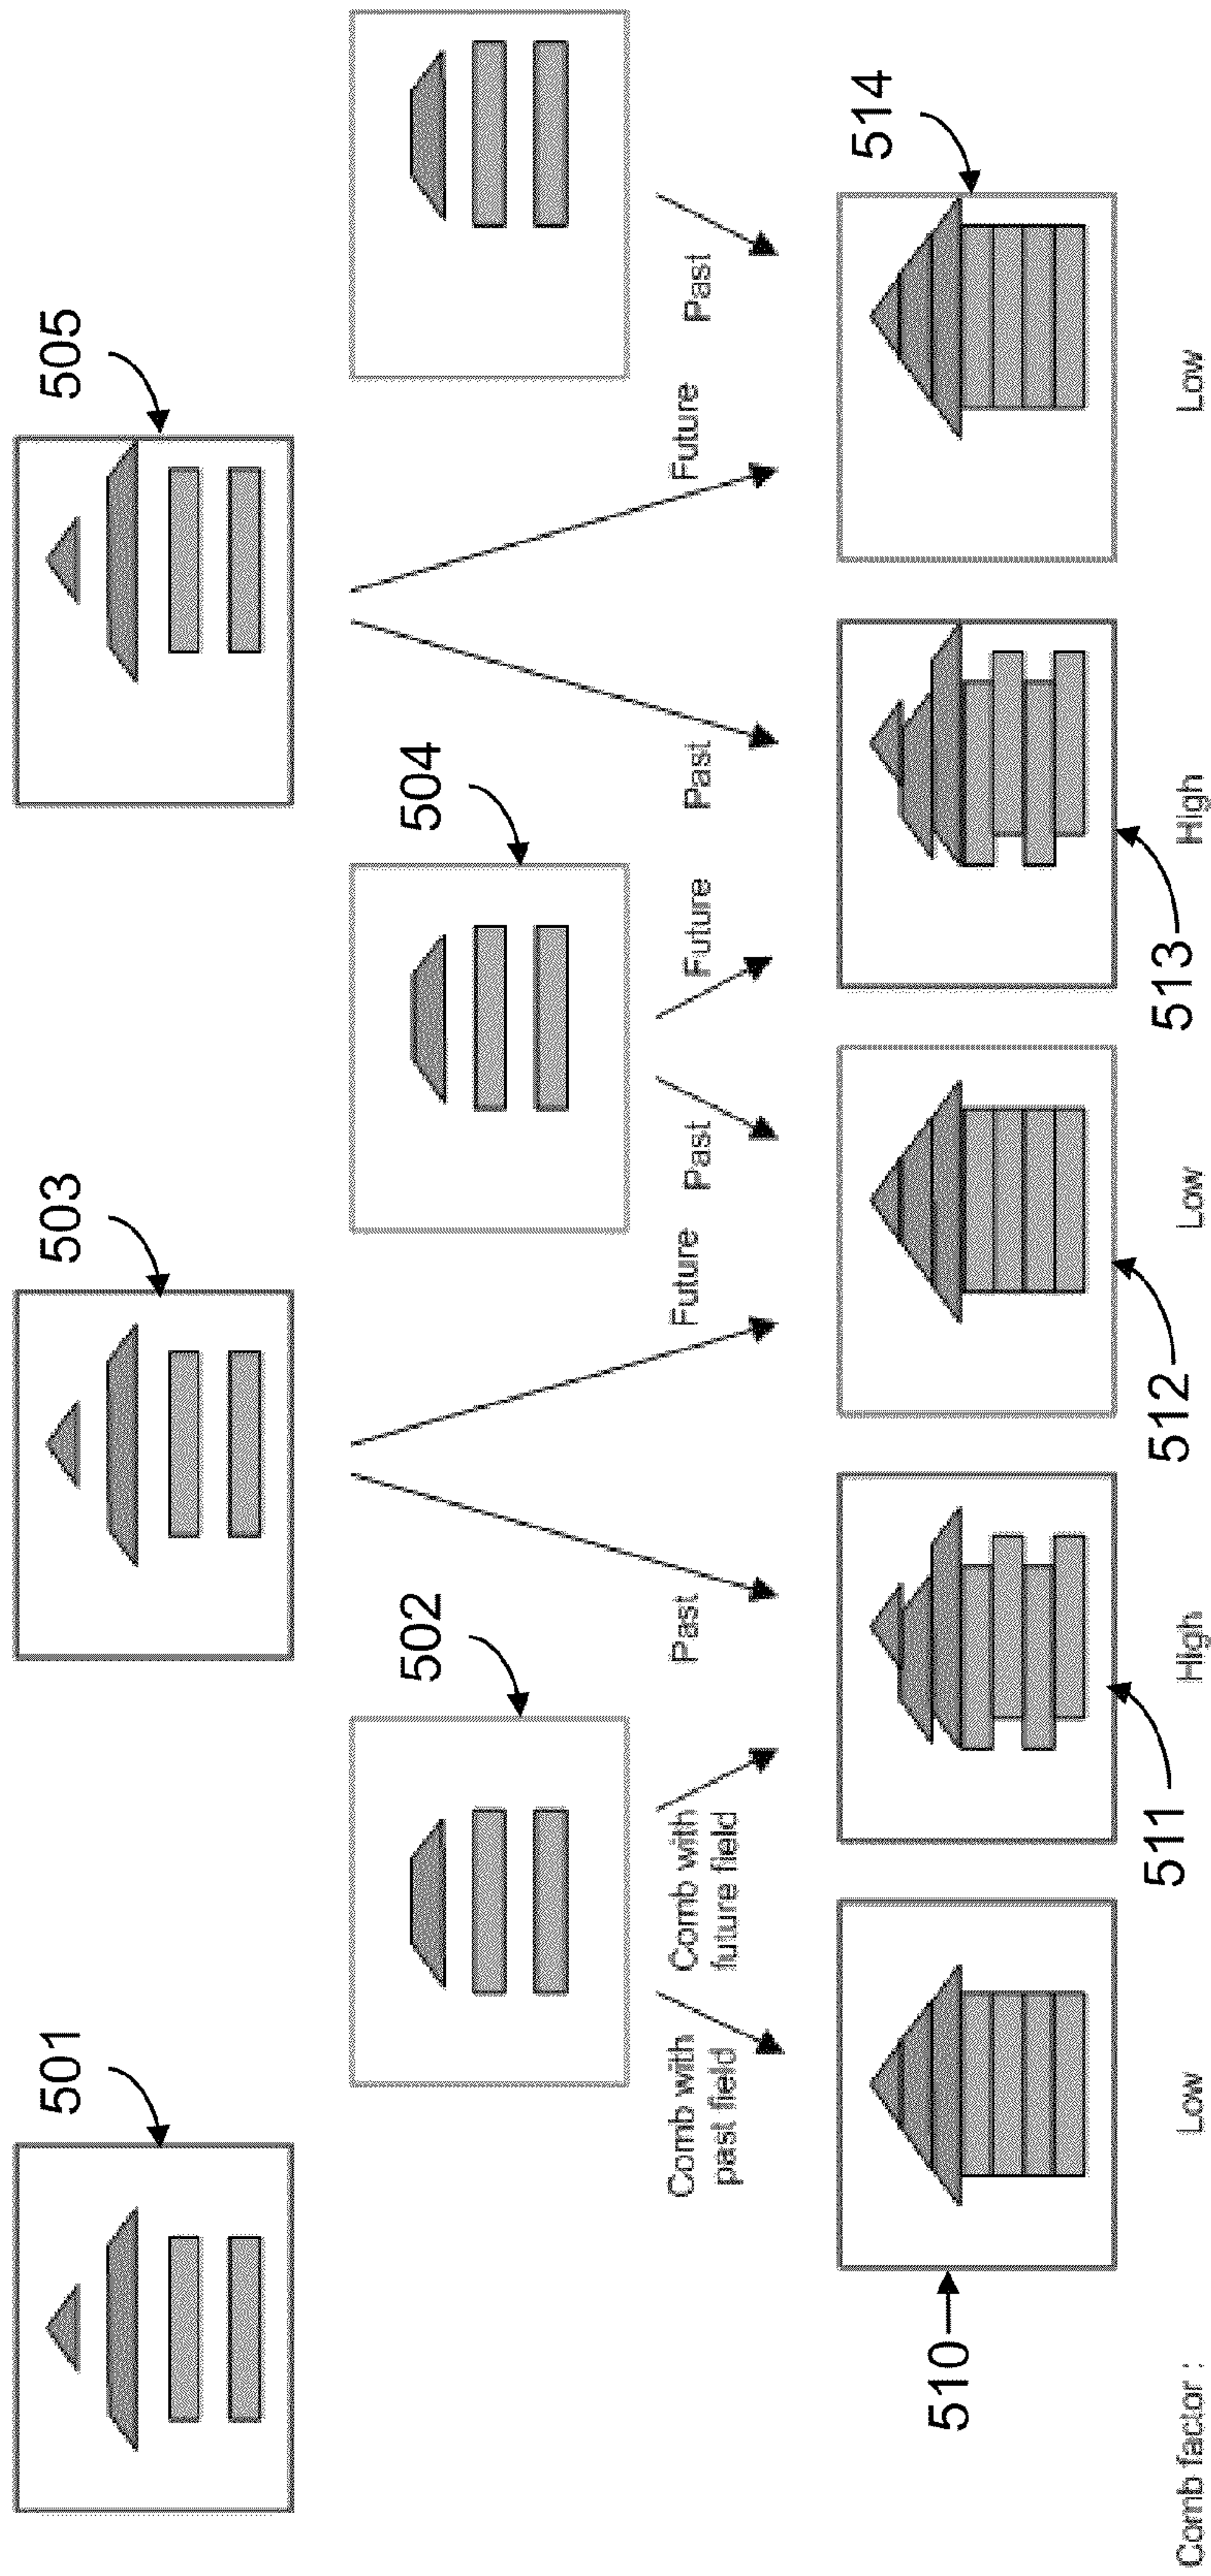 501
503
505
502
504
Comb with
past field
Comb with
future field
Past
Future
Past
Future
Past
Future
Past
510
511
512
513
514
Comb factor :
Low
High
Low
High
Low